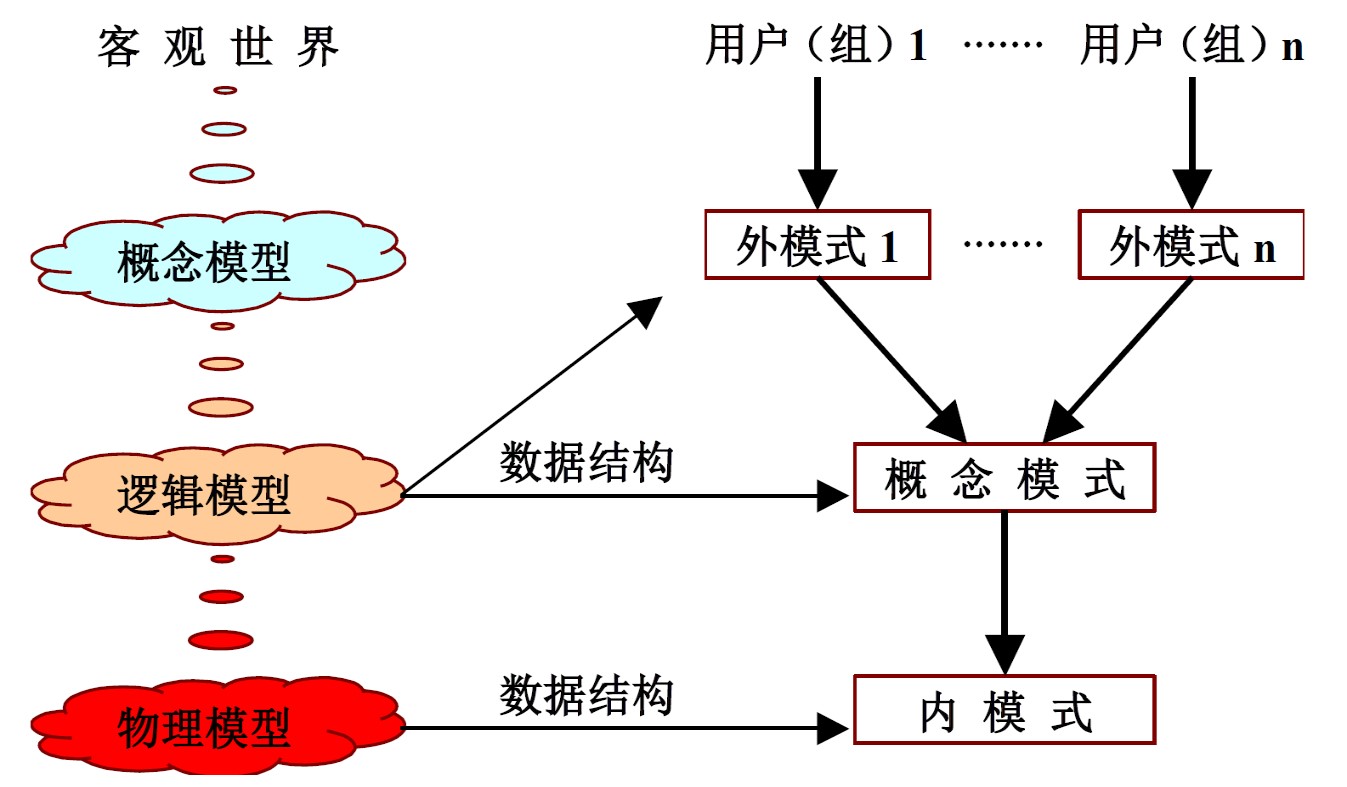 客 观 世 界
用户（组）1 ······· 用户（组）n
概念模型
外模式 1 ······· 外模式 n
数据结构
逻辑模型
概 念 模 式
数据结构
物理模型
内 模 式